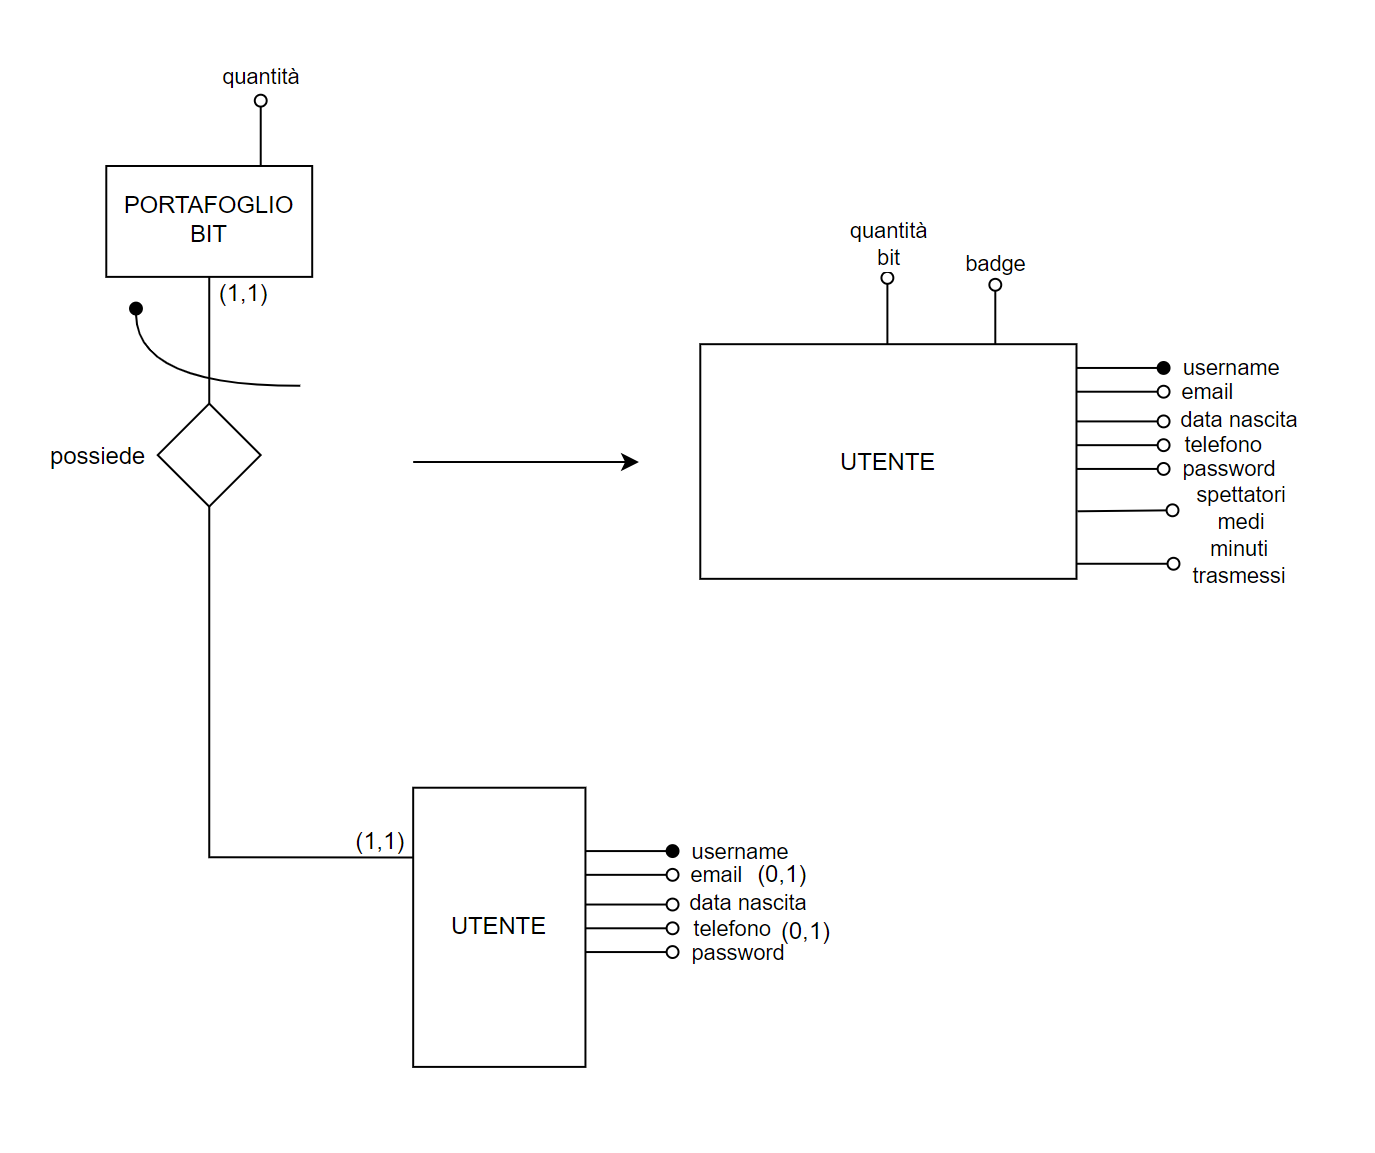 quantità
PORTAFOGLIO
BIT
(1,1)
possiede
(1,1)
UTENTE
username
email (0,1)
data nascita
telefono (0,1)
password
quantità
bit
badge
UTENTE
username
email
data nascita
telefono
password
spettatori
medi
minuti
trasmessi